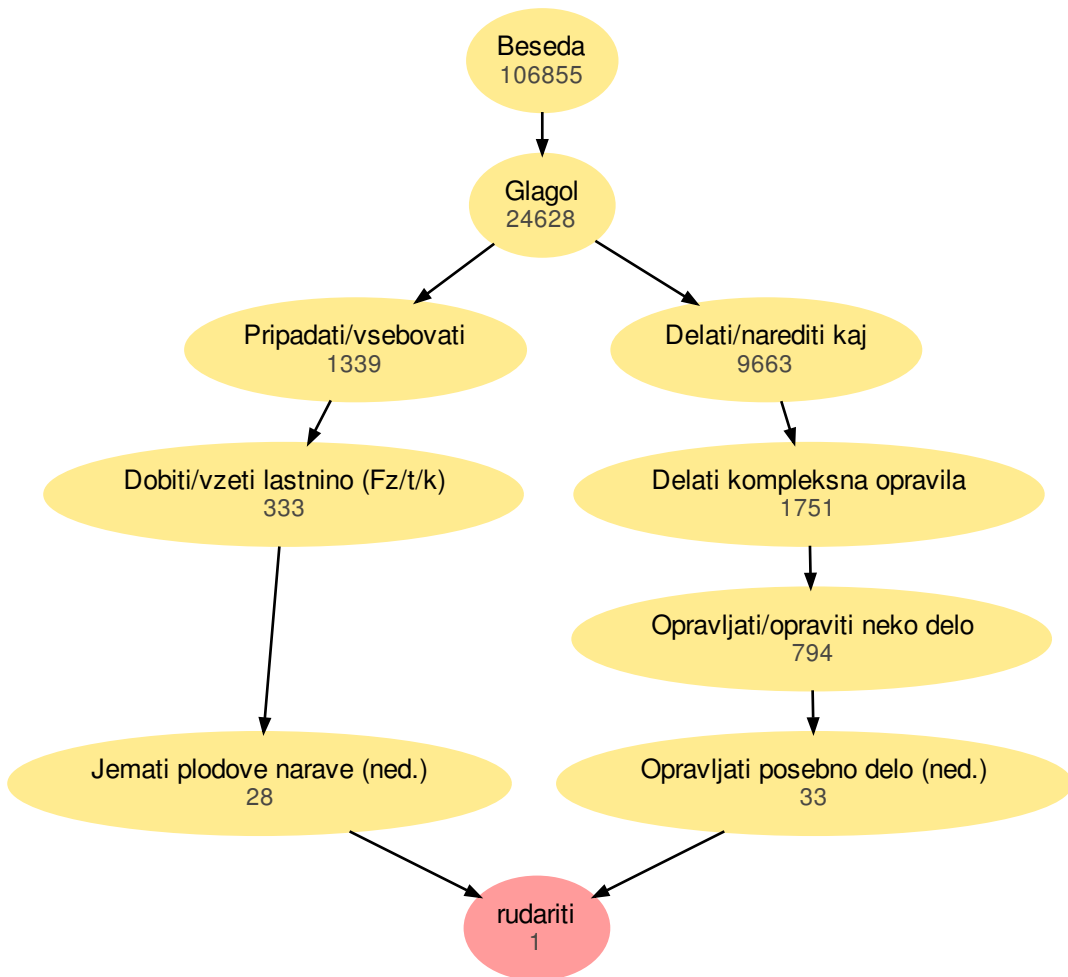 Beseda
106855
Glagol
24628
Pripadati/vsebovati
1339
Delati/narediti kaj
9663
Dobiti/vzeti lastnino (Fz/t/k)
333
Delati kompleksna opravila
1751
Opravljati/opraviti neko delo
794
Jemati plodove narave (ned.)
28
Opravljati posebno delo (ned.)
33
rudariti
1